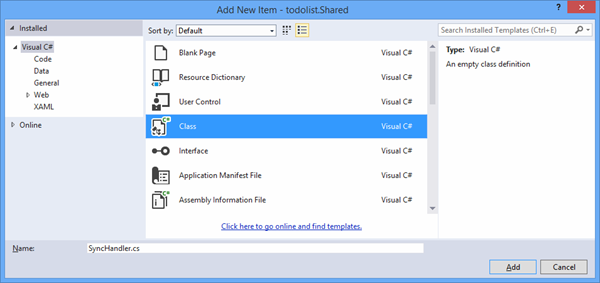 Add New Item - todolist.Shared
Installed
Sort by: Default
Search Installed Templates (Ctrl+E)
Visual C#
Code
Data
General
Web
XAML
Online
Blank Page Visual C#
Resource Dictionary Visual C#
User Control Visual C#
Class Visual C#
Interface Visual C#
Application Manifest File Visual C#
Assembly Information File Visual C#
Type: Visual C#
An empty class definition
Click here to go online and find templates.
Name: SyncHandler.cs
Add Cancel